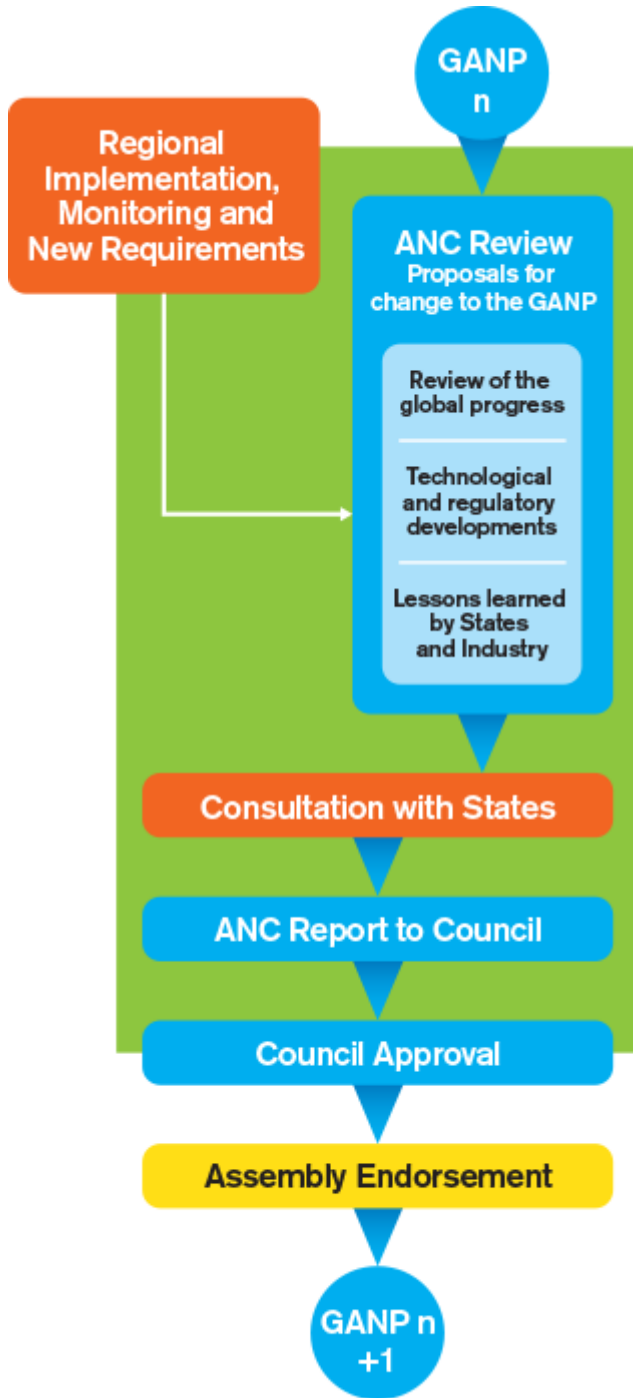 GANP
n
Regional
Implementation,
Monitoring and
New Requirements
ANC Review
Proposals for
change to the GANP
Review of the
global progress
Technological
and regulatory
developments
Lessons learned
by States
and Industry
Consultation with States
ANC Report to Council
Council Approval
Assembly Endorsement
GANP n
+1